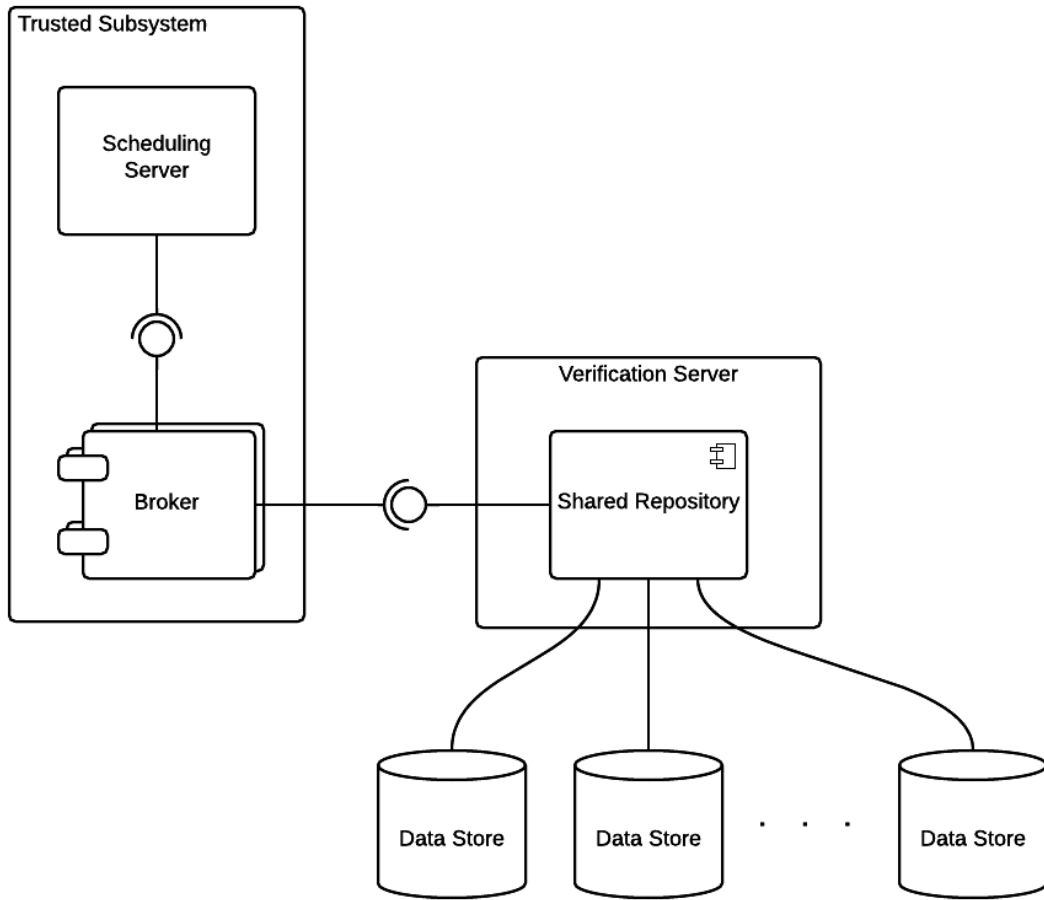 Trusted Subsystem
Scheduling
Server
Verification Server
Broker
Shared Repository
Data Store
Data Store
. . .
Data Store